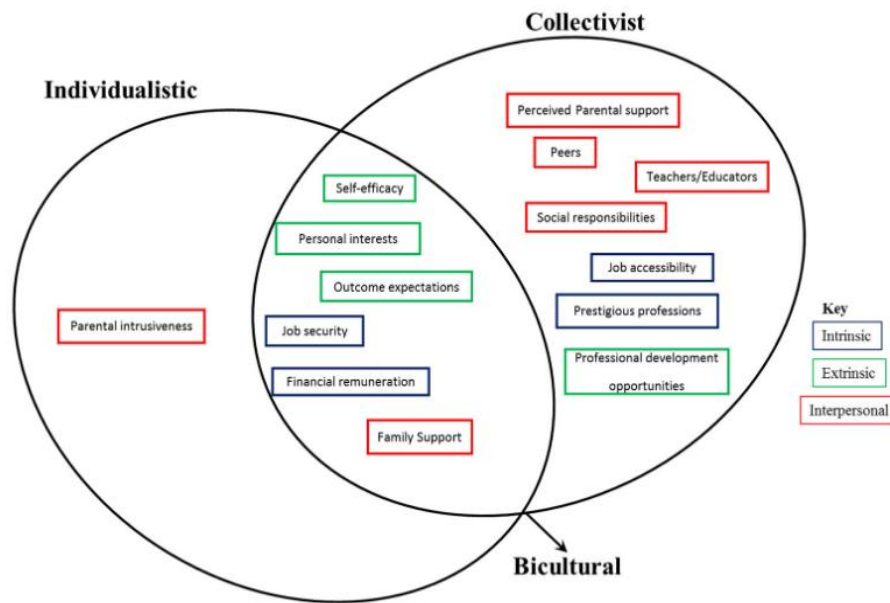 Collectivist
Individualistic
Perceived Parental support
Peers
Teachers/Educators
Self-efficacy
Social responsibilities
Personal interests
Job accessibility
Outcome expectations
Prestigious professions
Key
Parental intrusiveness
Job security
Intrinsic
Professional development
opportunities
Extrinsic
Financial remuneration
Interpersonal
Family Support
Bicultural